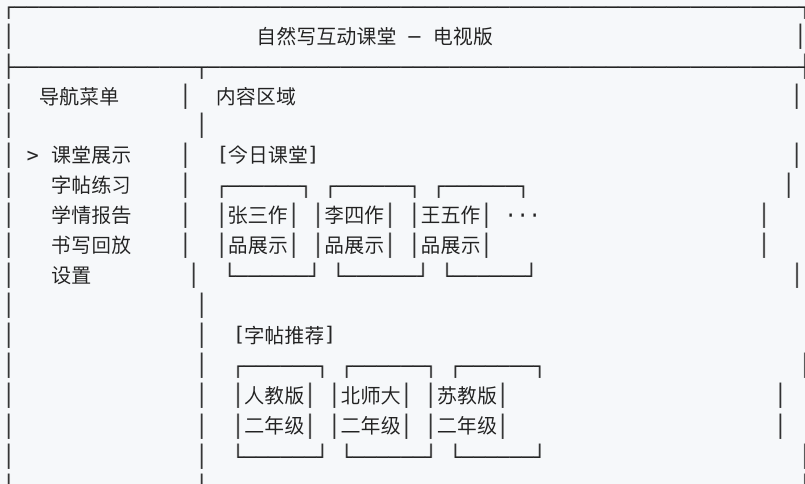 自然写互动课堂 — 电视版
导航菜单 内容区域
> 课堂展示 [今日课堂]
字帖练习
学情报告 张三作 李四作 王五作 ...
书写回放 品展示 品展示 品展示
设置
[字帖推荐]
人教版 北师大 苏教版
二年级 二年级 二年级